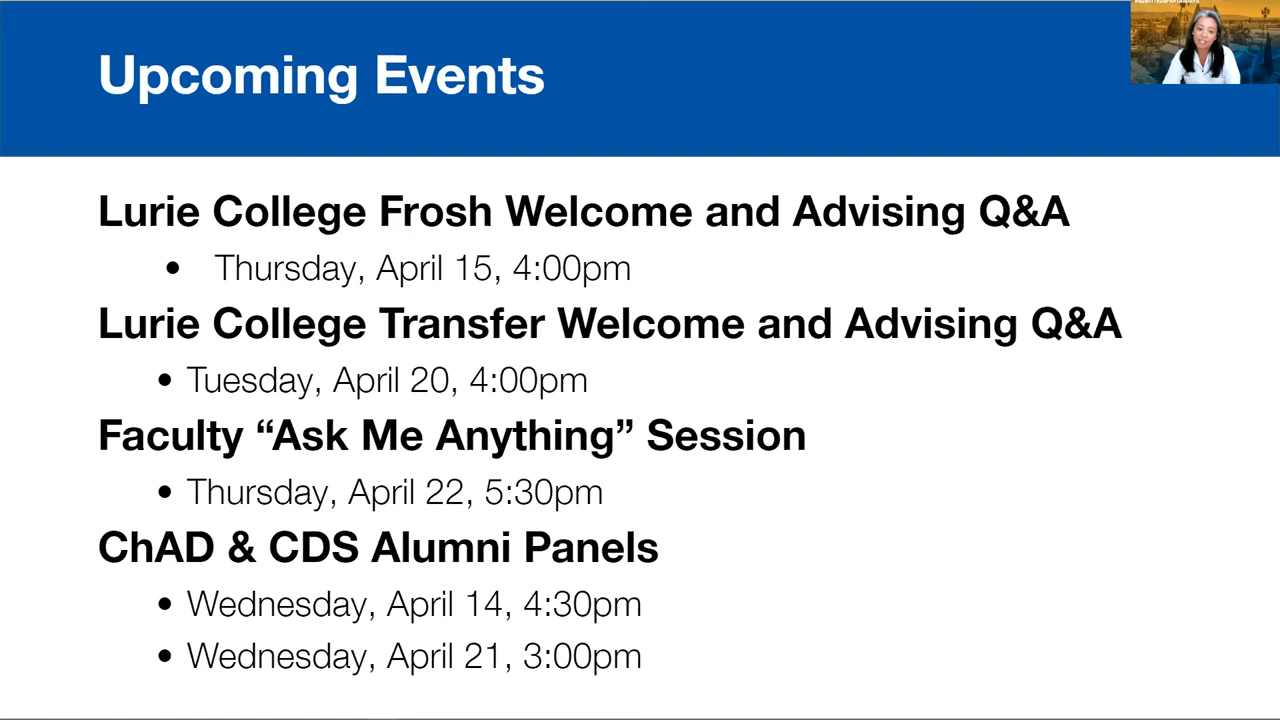 Upcoming Events
Lurie College Frosh Welcome and Advising Q&A
• Thursday, April 15, 4:00pm
Lurie College Transfer Welcome and Advising Q&A
• Tuesday, April 20, 4:00pm
Faculty “Ask Me Anything” Session
• Thursday, April 22, 5:30pm
ChAD & CDS Alumni Panels
• Wednesday, April 14, 4:30pm
• Wednesday, April 21, 3:00pm